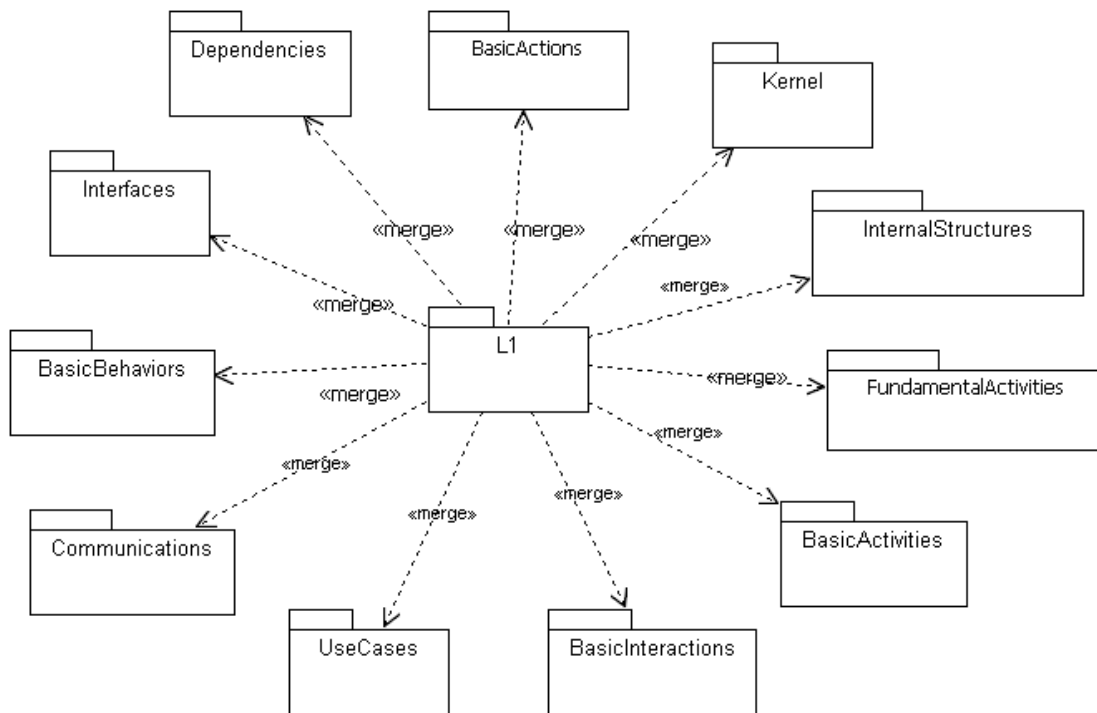 Dependencies
BasicActions
Kernel
Interfaces
InternalStructures
«merge»
«merge»
«merge»
«merge»
«merge»
L1
BasicBehaviors
«merge»
«merge»
FundamentalActivities
«merge»
«merge»
«merge»
«merge»
Communications
BasicActivities
UseCases
BasicInteractions